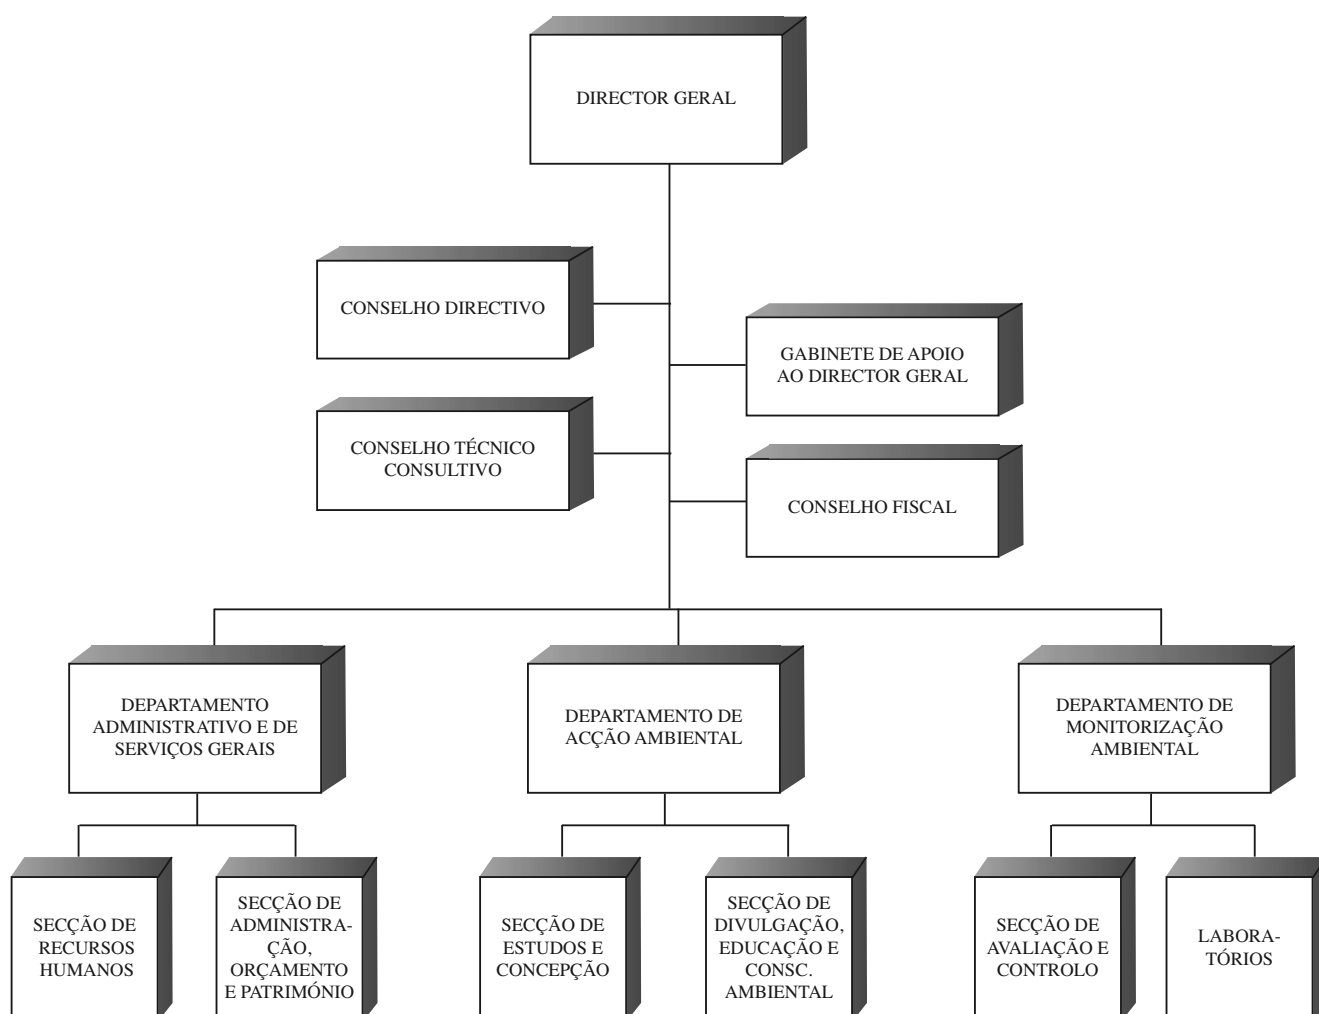 DIRECTOR GERAL
CONSELHO DIRECTIVO
GABINETE DE APOIO
AO DIRECTOR GERAL
CONSELHO TÉCNICO
CONSULTIVO
CONSELHO FISCAL
DEPARTAMENTO
ADMINISTRATIVO E DE
SERVIÇOS GERAIS
DEPARTAMENTO DE
ACÇÃO AMBIENTAL
DEPARTAMENTO DE
MONITORIZAÇÃO
AMBIENTAL
SECÇÃO DE
RECURSOS
HUMANOS
SECÇÃO DE
ADMINISTRA-
ÇÃO,
ORÇAMENTO
E PATRIMÓNIO
SECÇÃO DE
ESTUDOS E
CONCEPÇÃO
SECÇÃO DE
DIVULGAÇÃO,
EDUCAÇÃO E
CONSC.
AMBIENTAL
SECÇÃO DE
AVALIAÇÃO E
CONTROLO
LABORA-
TÓRIOS